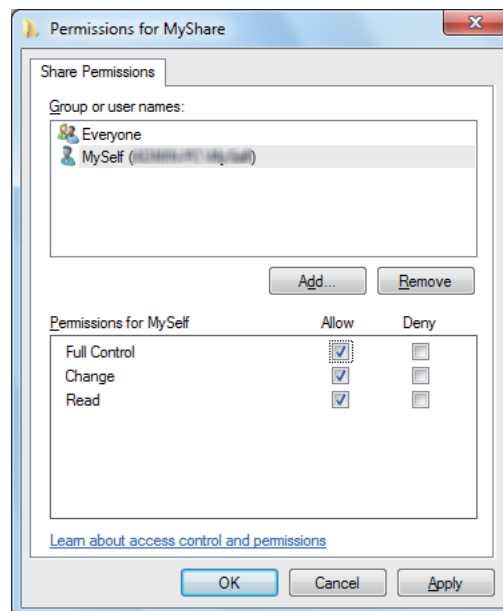 Permissions for MyShare
Share Permissions
Group or user names:
Everyone
MySelf (
Add... Remove
Permissions for MySelf Allow Deny
Full Control
Change
Read
Learn about access control and permissions
OK Cancel Apply